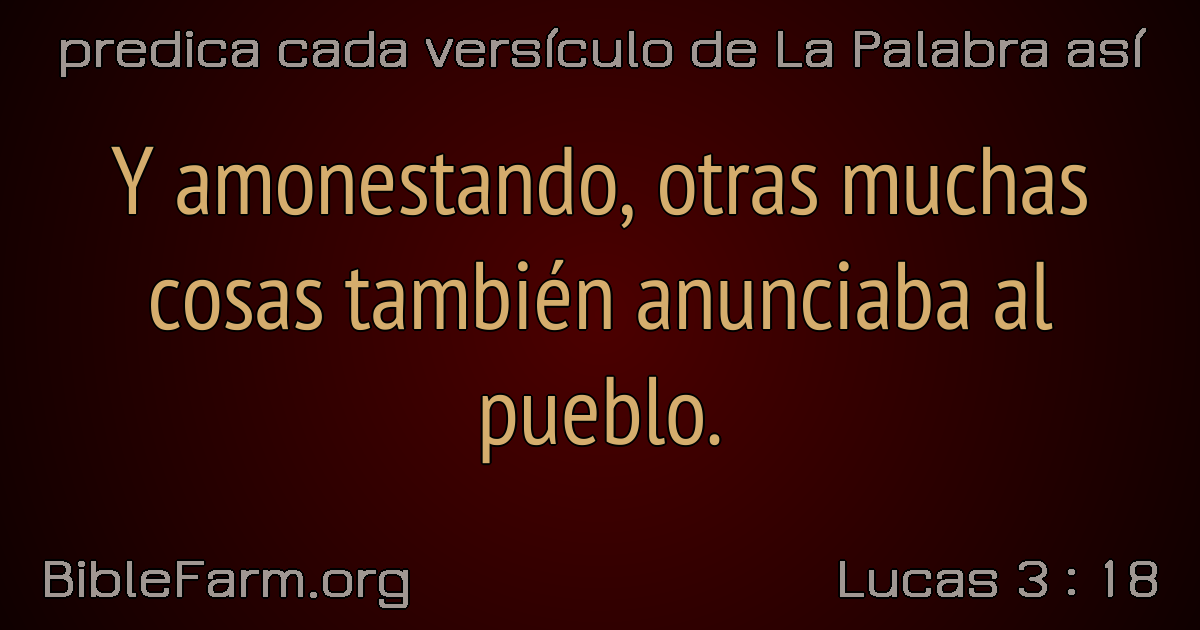 predica cada versículo de La Palabra así
Y amonestando, otras muchas
cosas también anunciaba al
pueblo.
BibleFarm.org
Lucas 3 : 18